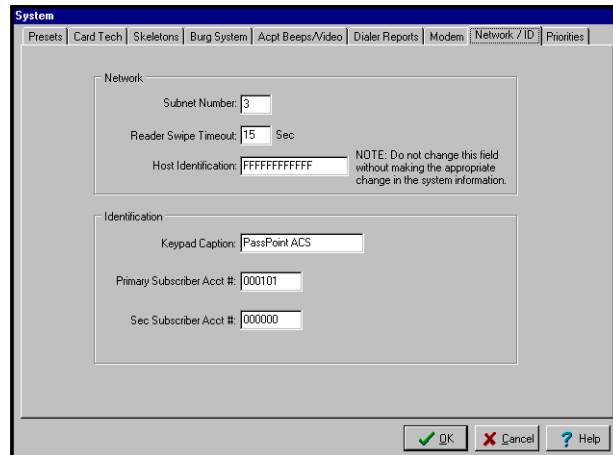 System
Presets Card Tech Skeletons Burg System Acpt Beeps/Video Dialer Reports Modem Network / ID Priorities
Network
Subnet Number: 3
Reader Swipe Timeout: 15 Sec
Host Identification: FFFFFFFFFFFF
NOTE: Do not change this field
without making the appropriate
change in the system information.
Identification
Keypad Caption: PassPoint ACS
Primary Subscriber Acct #: 000101
Sec Subscriber Acct #: 000000
OK Cancel Help